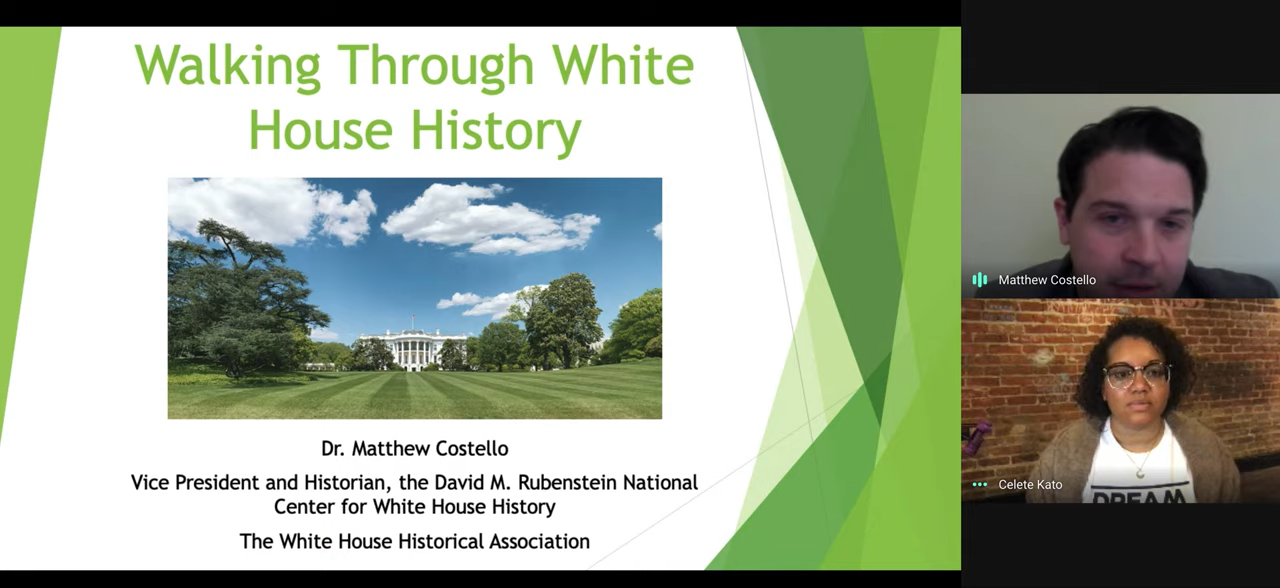 Walking Through White
House History
Dr. Matthew Costello
Vice President and Historian, the David M. Rubenstein National
Center for White House History
The White House Historical Association
Matthew Costello
DREAM
Celete Kato